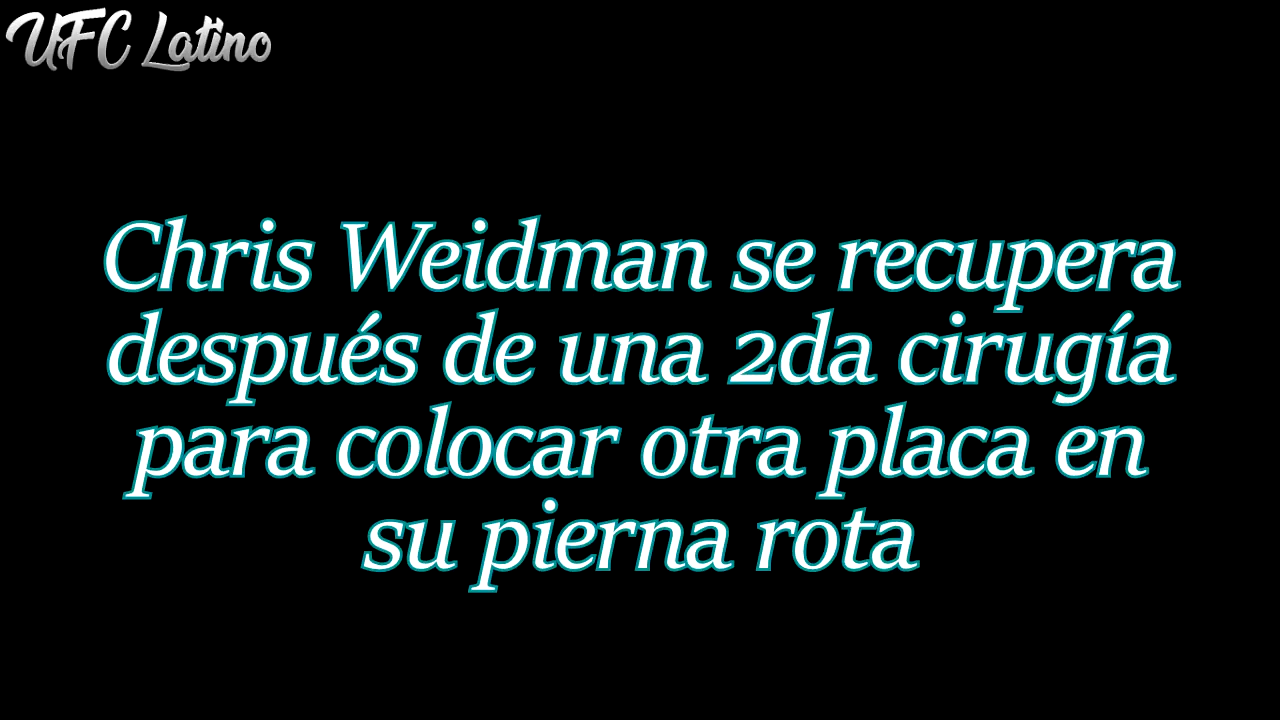 UFC Latino
Chris Weidman se recupera
después de una 2da cirugía
para colocar otra placa en
su pierna rota